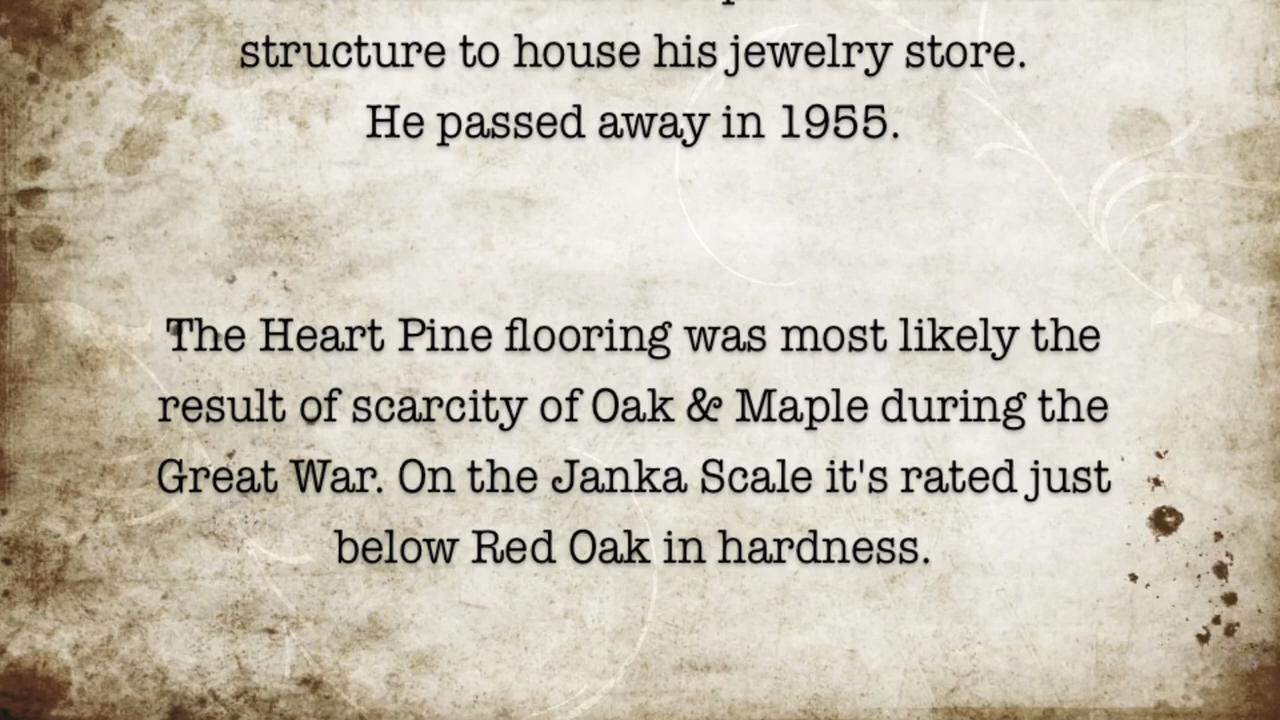 structure to house his jewelry store.
He passed away in 1955.
The Heart Pine flooring was most likely the
result of scarcity of Oak & Maple during the
Great War. On the Janka Scale it's rated just
below Red Oak in hardness.